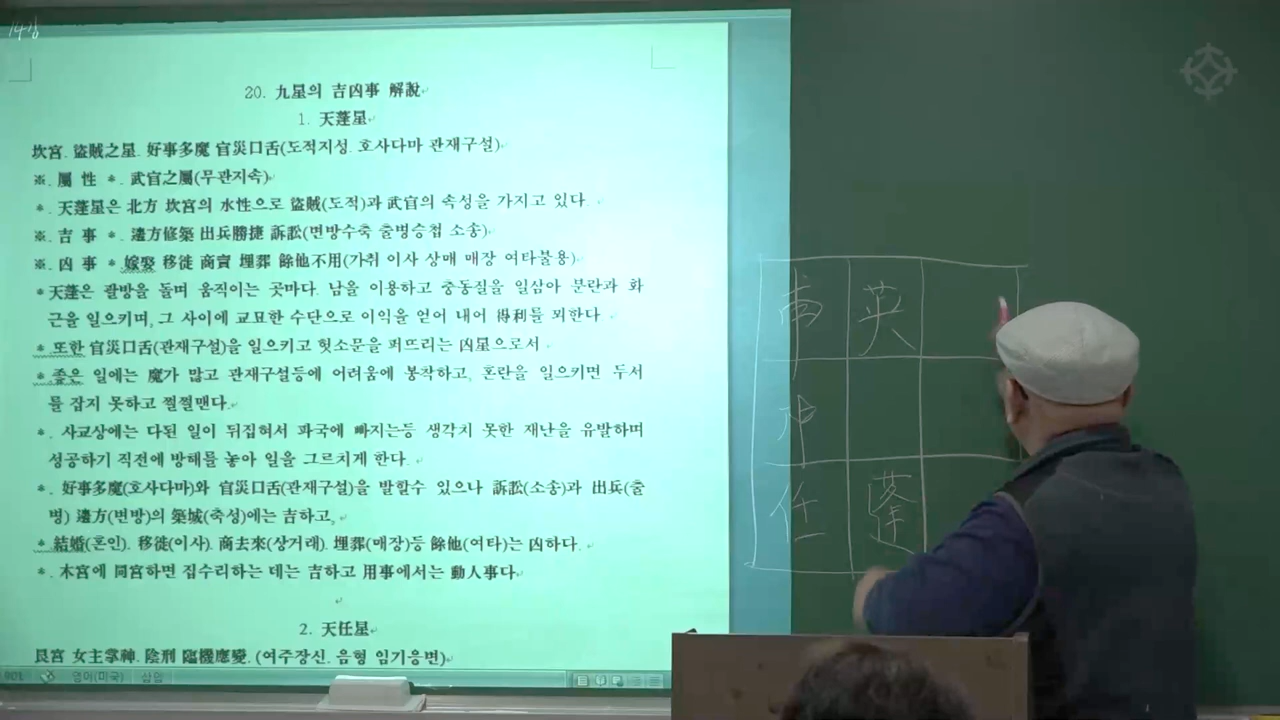 14강
20. 九星의 吉凶事 解說
1. 天蓬星
坎宮. 盜賊之星. 好事多魔 官災口舌(도적지성. 호사다마 관재구설)
※. 屬 性 *. 武官之屬(무관지속)
*. 天蓬星은 北方 坎宮의 水性으로 盜賊(도적)과 武官의 속성을 가지고 있다.
※. 吉 事 *. 邊方修築 出兵勝捷 訴訟(면방수축 출병승첩 소송)
※. 凶 事 *嫁娶 移徙 商賣 埋葬 餘他不用(가취 이사 상매 매장 여타불용)
*天蓬은 팔방을 돌며 움직이는 곳마다. 남을 이용하고 충동질을 일삼아 분란과 화
근을 일으키며, 그 사이에 교묘한 수단으로 이익을 얻어 내어 得利를 꾀한다
* 또한 官災口舌(관재구설)을 일으키고 헛소문을 퍼뜨리는 凶星으로서
* 좋은 일에는 魔가 많고 관재구설등에 어려움에 봉착하고, 혼란을 일으키면 두서
를 잡지 못하고 쩔쩔맨다.
*. 사교상에는 다된 일이 뒤집혀서 파국에 빠지는등 생각치 못한 재난을 유발하며
성공하기 직전에 방해를 놓아 일을 그르치게 한다.
*. 好事多魔(호사다마)와 官災口舌(관재구설)을 발할수 있으나 訴訟(소송)과 出兵(출
병) 邊方(면방)의 築城(축성)에는 吉하고,
* 結婚(혼인). 移徙(이사). 商去來(상거래). 埋葬(매장)등 餘他(여타)는 凶하다.
*. 木宮에 同宮하면 집수리하는 데는 吉하고 用事에서는 動人事다
2. 天任星
艮宮 女主掌神. 陰刑 臨機應變. (여주장신. 음형 임기응변)
영어(미국) 삽입
英
冲
任 蓬